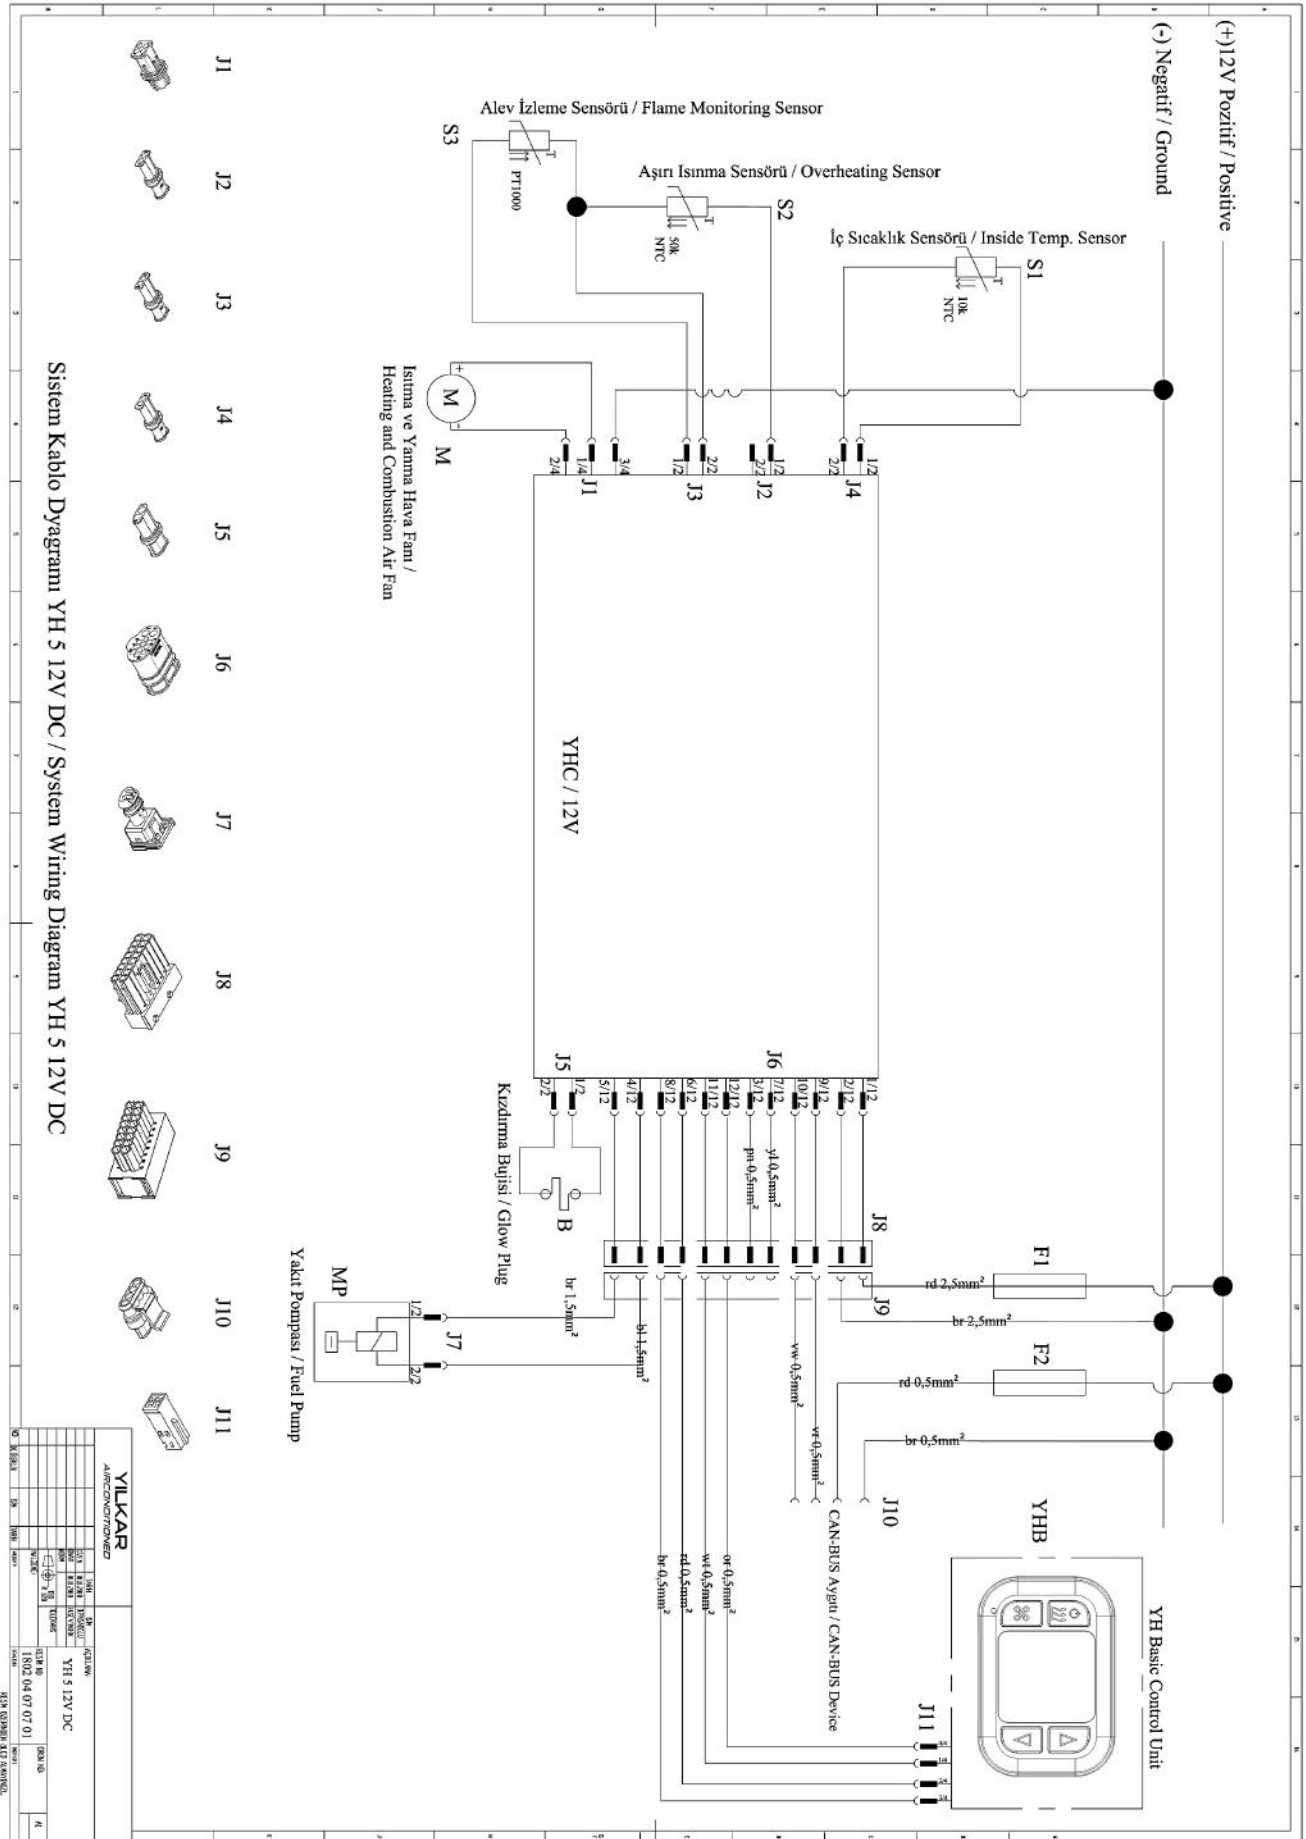 (+)12V Pozitif / Positive
(-) Negatif / Ground
Alev İzleme Sensörü / Flame Monitoring Sensor
S3
PT1000
T
Aşırı Isınma Sensörü / Overheating Sensor
S2
50k
NTC
T
İç Sıcaklık Sensörü / Inside Temp. Sensor
S1
10k
NTC
T
Isıtma ve Yanma Hava Fanı /
Heating and Combustion Air Fan
M
M
+
-
2/4
1/4
3/4
J1
1/2
2/2
J3
2/2
1/2
J2
2/2
1/2
J4
YHC / 12V
J5
2/2
1/2
J6
5/12
4/12
8/12
6/12
11/12
12/12
3/12
7/12
10/12
9/12
2/12
1/12
Kızdırma Bujisi / Glow Plug
B
pn 0,5mm²
yl 0,5mm²
J8
J9
F1
rd 2,5mm²
br 2,5mm²
F2
rd 0,5mm²
br 0,5mm²
br 1,5mm²
bl 1,5mm²
vw 0,5mm²
vr 0,5mm²
Yakıt Pompası / Fuel Pump
MP
1/2
2/2
J7
J10
CAN-BUS Aygıtı / CAN-BUS Device
br 0,5mm²
rd 0,5mm²
wt 0,5mm²
or 0,5mm²
YHB
YH Basic Control Unit
J11
J1
J2
J3
J4
J5
J6
J7
J8
J9
J10
J11
Sistem Kablo Dyagramı YH 5 12V DC / System Wiring Diagram YH 5 12V DC
YILKAR
AIRCONDITIONED
YH 5 12V DC
RESİM NO
1802 04 07 07 01